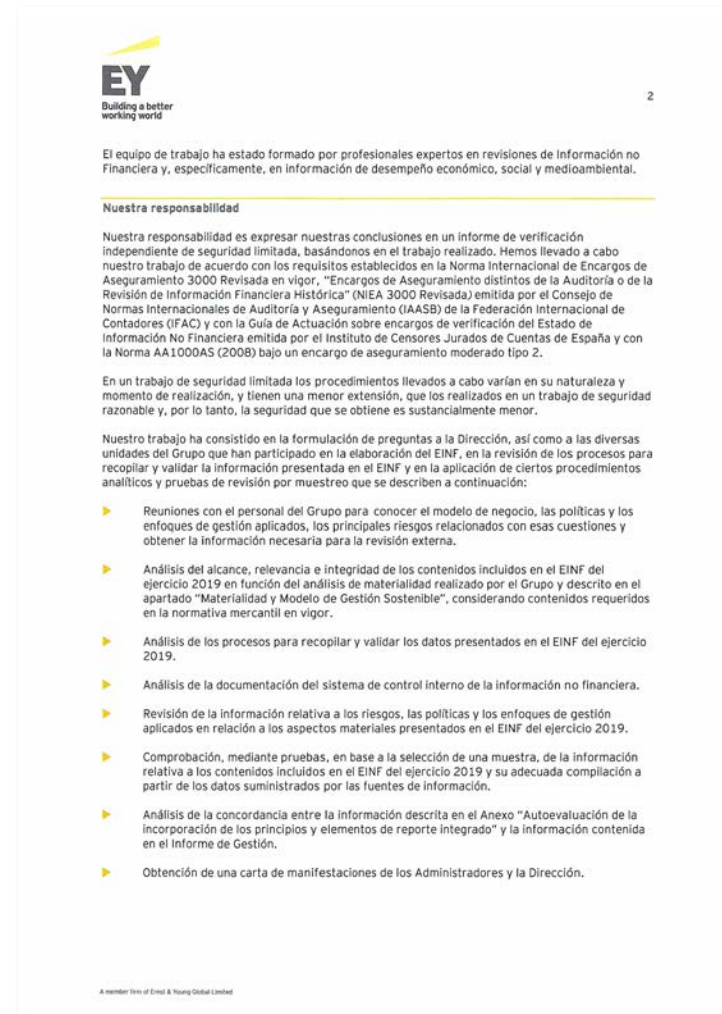 EY
Building a better
working world
2
El equipo de trabajo ha estado formado por profesionales expertos en revisiones de Información no
Financiera y, específicamente, en información de desempeño económico, social y medioambiental.
Nuestra responsabilidad
Nuestra responsabilidad es expresar nuestras conclusiones en un informe de verificación
independiente de seguridad limitada, basándonos en el trabajo realizado. Hemos llevado a cabo
nuestro trabajo de acuerdo con los requisitos establecidos en la Norma Internacional de Encargos de
Aseguramiento 3000 Revisada en vigor, "Encargos de Aseguramiento distintos de la Auditoría o de la
Revisión de Información Financiera Histórica" (NIEA 3000 Revisada) emitida por el Consejo de
Normas Internacionales de Auditoría y Aseguramiento (IAASB) de la Federación Internacional de
Contadores (IFAC) y con la Guía de Actuación sobre encargos de verificación del Estado de
Información No Financiera emitida por el Instituto de Censores Jurados de Cuentas de España y con
la Norma AA1000AS (2008) bajo un encargo de aseguramiento moderado tipo 2.
En un trabajo de seguridad limitada los procedimientos llevados a cabo varían en su naturaleza y
momento de realización, y tienen una menor extensión, que los realizados en un trabajo de seguridad
razonable y, por lo tanto, la seguridad que se obtiene es sustancialmente menor.
Nuestro trabajo ha consistido en la formulación de preguntas a la Dirección, así como a las diversas
unidades del Grupo que han participado en la elaboración del EINF, en la revisión de los procesos para
recopilar y validar la información presentada en el EINF y en la aplicación de ciertos procedimientos
analíticos y pruebas de revisión por muestreo que se describen a continuación:
Reuniones con el personal del Grupo para conocer el modelo de negocio, las políticas y los
enfoques de gestión aplicados, los principales riesgos relacionados con esas cuestiones y
obtener la información necesaria para la revisión externa.
Análisis del alcance, relevancia e integridad de los contenidos incluidos en el EINF del
ejercicio 2019 en función del análisis de materialidad realizado por el Grupo y descrito en el
apartado "Materialidad y Modelo de Gestión Sostenible", considerando contenidos requeridos
en la normativa mercantil en vigor.
Análisis de los procesos para recopilar y validar los datos presentados en el EINF del ejercicio
2019.
Análisis de la documentación del sistema de control interno de la información no financiera.
Revisión de la información relativa a los riesgos, las políticas y los enfoques de gestión
aplicados en relación a los aspectos materiales presentados en el EINF del ejercicio 2019.
Comprobación, mediante pruebas, en base a la selección de una muestra, de la información
relativa a los contenidos incluidos en el EINF del ejercicio 2019 y su adecuada compilación a
partir de los datos suministrados por las fuentes de información.
Análisis de la concordancia entre la información descrita en el Anexo "Autoevaluación de la
incorporación de los principios y elementos de reporte integrado" y la información contenida
en el Informe de Gestión.
Obtención de una carta de manifestaciones de los Administradores y la Dirección.
A member firm of Ernst & Young Global Limited